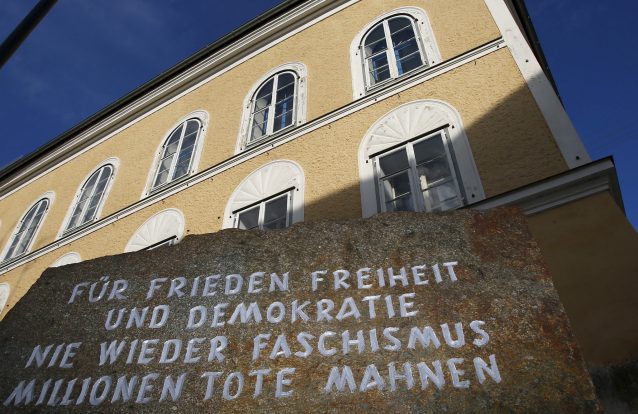 FÜR FRIEDEN FREIHEIT
UND DEMOKRATIE
NIE WIEDER FASCHISMUS
MILLIONEN TOTE MAHNEN